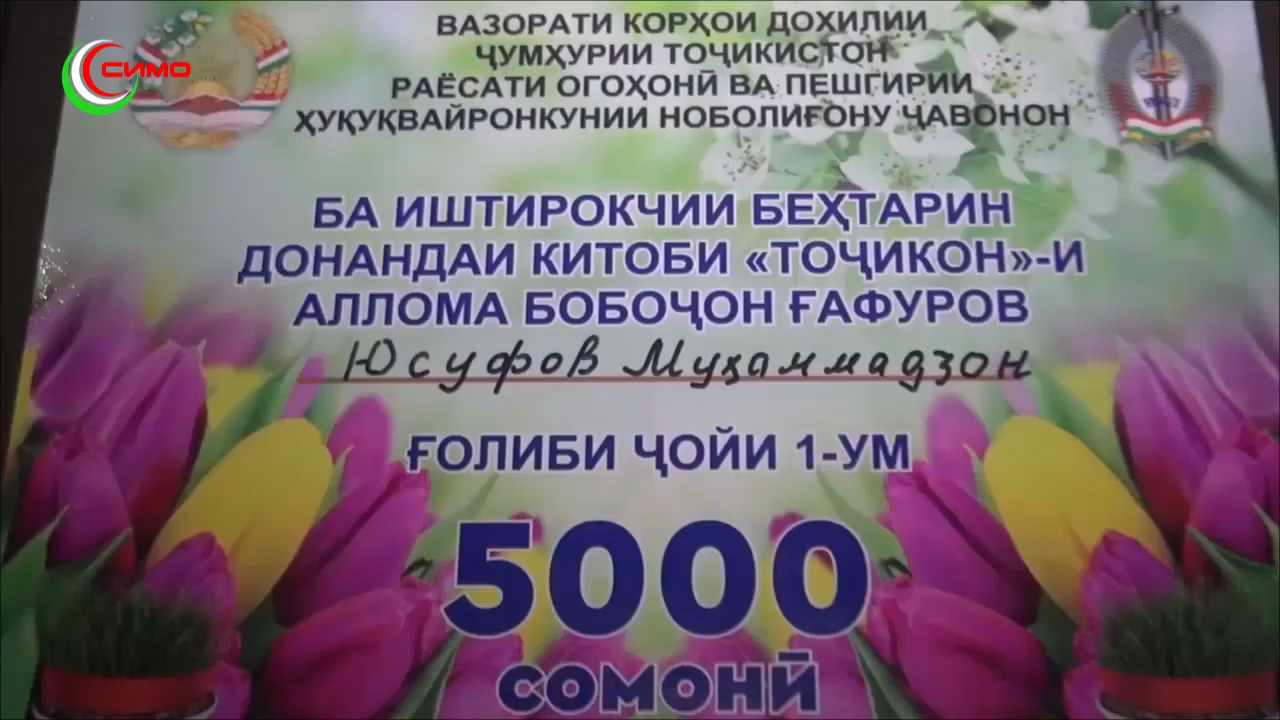 СИМО
ВАЗОРАТИ КОРҲОИ ДОХИЛИИ
ҶУМҲУРИИ ТОҶИКИСТОН
РАЁСАТИ ОГОҲОНӢ ВА ПЕШГИРИИ
ҲУҚУҚВАЙРОНКУНИИ НОБОЛИҒОНУ ҶАВОНОН
БА ИШТИРОКЧИИ БЕҲТАРИН
ДОНАНДАИ КИТОБИ «ТОҶИКОН»-И
АЛЛОМА БОБОҶОН ҒАФУРОВ
Юсуфов Муҳаммадзон
ҒОЛИБИ ҶОЙИ 1-УМ
5000
СОМОНӢ